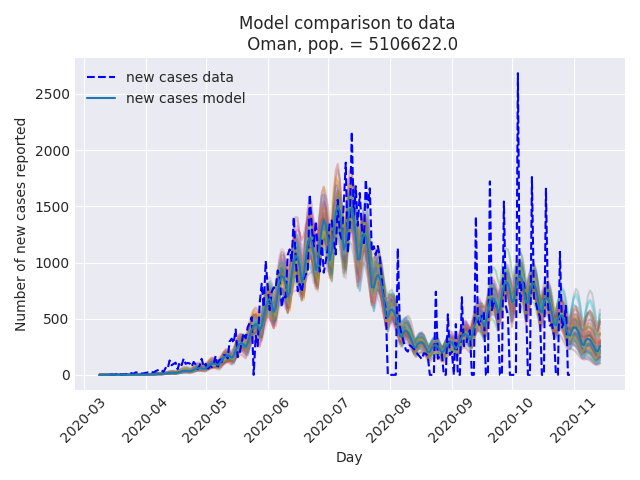 Model comparison to data
Oman, pop. = 5106622.0
new cases data
new cases model
Number of new cases reported
2500
2000
1500
1000
500
0
2020-03
2020-04
2020-05
2020-06
2020-07
2020-08
2020-09
2020-10
2020-11
Day